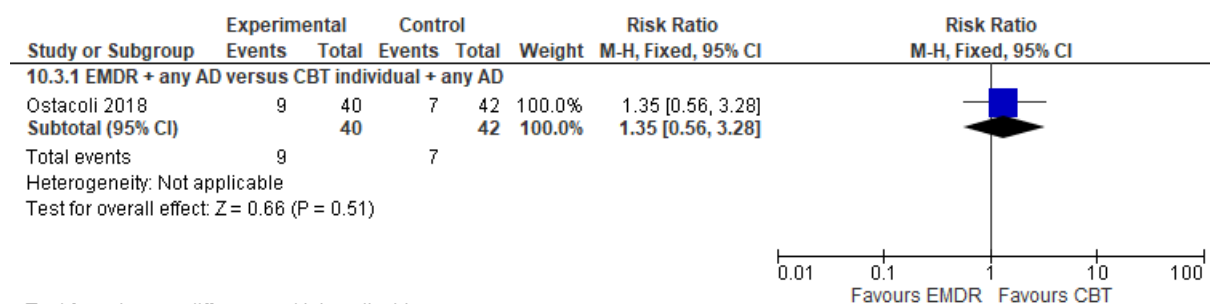 Experimental Control Risk Ratio Risk Ratio
Study or Subgroup Events Total Events Total Weight M-H, Fixed, 95% CI M-H, Fixed, 95% CI
10.3.1 EMDR + any AD versus CBT individual + any AD
Ostacoli 2018 9 40 7 42 100.0% 1.35 [0.56, 3.28]
Subtotal (95% CI) 40 42 100.0% 1.35 [0.56, 3.28]
Total events 9 7
Heterogeneity: Not applicable
Test for overall effect: Z = 0.66 (P = 0.51)
0.01 0.1 1 10 100
Favours EMDR Favours CBT